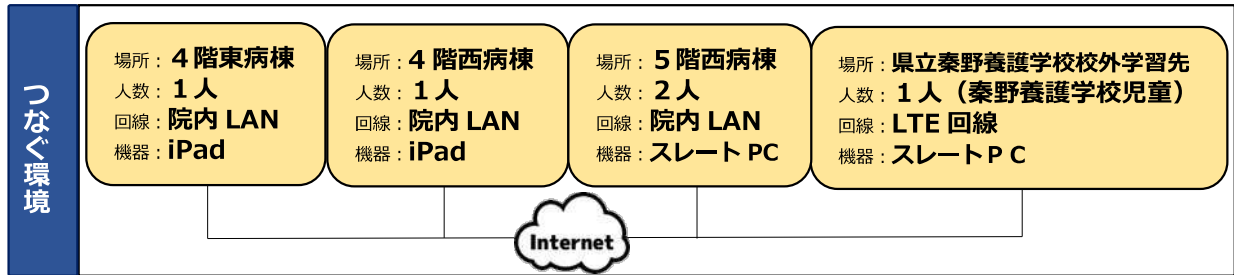 つなぐ環境
場所：４階東病棟
人数：１人
回線：院内 LAN
機器：iPad
場所：４階西病棟
人数：１人
回線：院内 LAN
機器：iPad
場所：５階西病棟
人数：２人
回線：院内 LAN
機器：スレート PC
場所：県立秦野養護学校校外学習先
人数：１人（秦野養護学校児童）
回線：LTE 回線
機器：スレートＰＣ
Internet